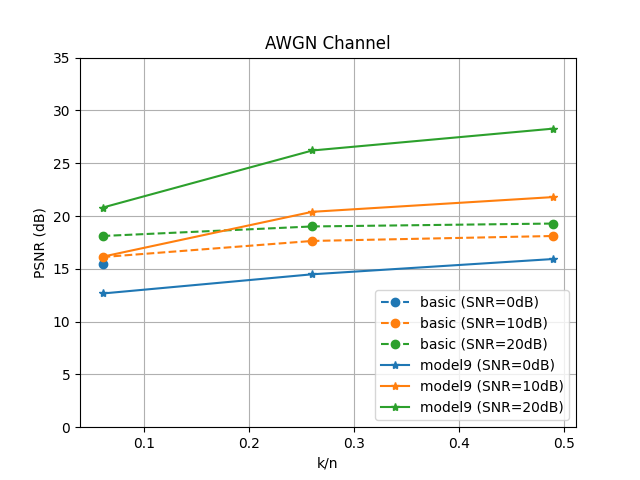 AWGN Channel
PSNR (dB)
35
30
25
20
15
10
5
0
0.1
0.2
0.3
0.4
0.5
k/n
basic (SNR=0dB)
basic (SNR=10dB)
basic (SNR=20dB)
model9 (SNR=0dB)
model9 (SNR=10dB)
model9 (SNR=20dB)